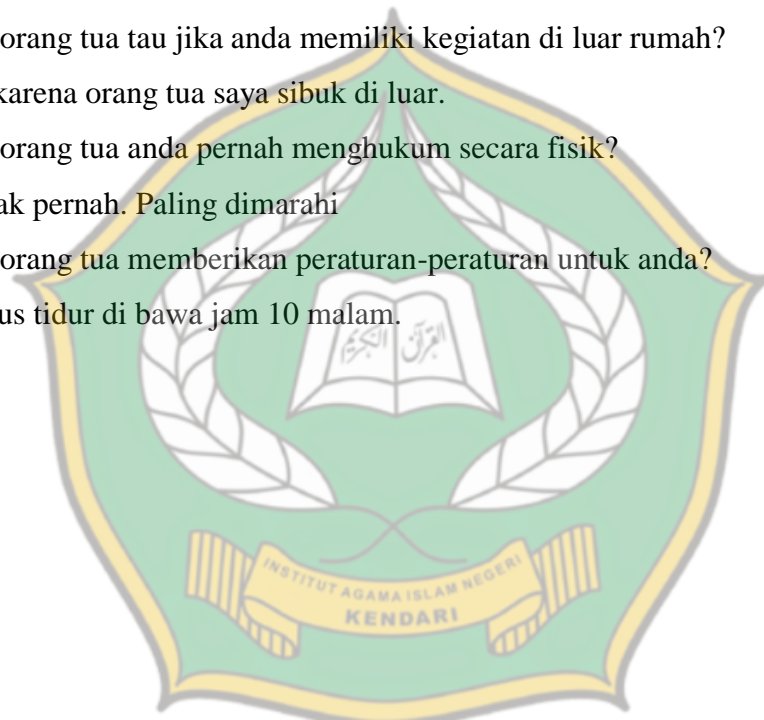 orang tua tau jika anda memiliki kegiatan di luar rumah?
karena orang tua saya sibuk di luar.
orang tua anda pernah menghukum secara fisik?
ak pernah. Paling dimarahi
orang tua memberikan peraturan-peraturan untuk anda?
us tidur di bawa jam 10 malam.
القرآن الكريم
INSTITUT AGAMA ISLAM NEGERI
KENDARI